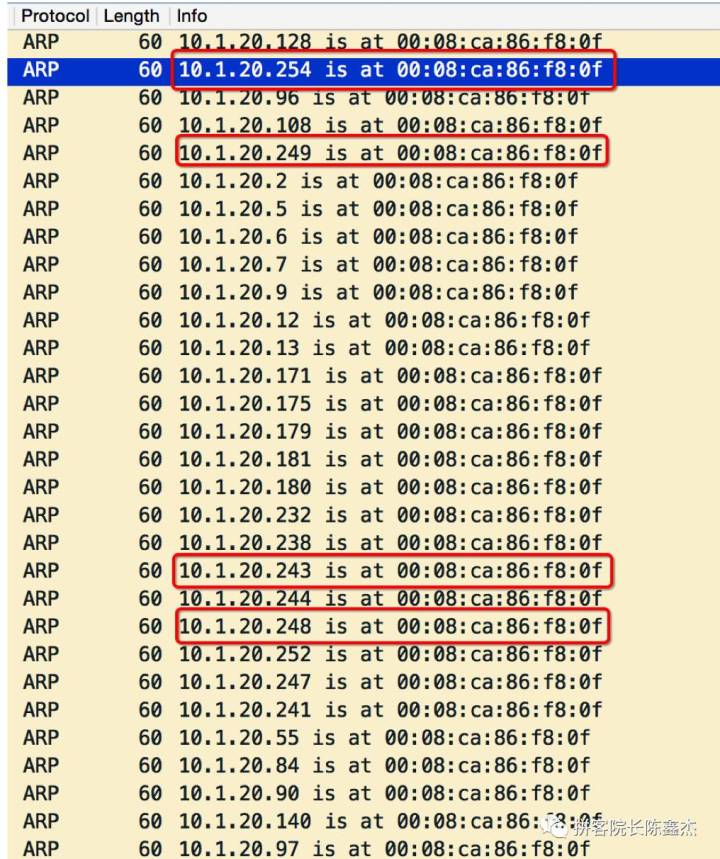 Protocol Length Info
ARP 60 10.1.20.128 is at 00:08:ca:86:f8:0f
ARP 60 10.1.20.254 is at 00:08:ca:86:f8:0f
ARP 60 10.1.20.96 is at 00:08:ca:86:f8:0f
ARP 60 10.1.20.108 is at 00:08:ca:86:f8:0f
ARP 60 10.1.20.249 is at 00:08:ca:86:f8:0f
ARP 60 10.1.20.2 is at 00:08:ca:86:f8:0f
ARP 60 10.1.20.5 is at 00:08:ca:86:f8:0f
ARP 60 10.1.20.6 is at 00:08:ca:86:f8:0f
ARP 60 10.1.20.7 is at 00:08:ca:86:f8:0f
ARP 60 10.1.20.9 is at 00:08:ca:86:f8:0f
ARP 60 10.1.20.12 is at 00:08:ca:86:f8:0f
ARP 60 10.1.20.13 is at 00:08:ca:86:f8:0f
ARP 60 10.1.20.171 is at 00:08:ca:86:f8:0f
ARP 60 10.1.20.175 is at 00:08:ca:86:f8:0f
ARP 60 10.1.20.179 is at 00:08:ca:86:f8:0f
ARP 60 10.1.20.181 is at 00:08:ca:86:f8:0f
ARP 60 10.1.20.180 is at 00:08:ca:86:f8:0f
ARP 60 10.1.20.232 is at 00:08:ca:86:f8:0f
ARP 60 10.1.20.238 is at 00:08:ca:86:f8:0f
ARP 60 10.1.20.243 is at 00:08:ca:86:f8:0f
ARP 60 10.1.20.244 is at 00:08:ca:86:f8:0f
ARP 60 10.1.20.248 is at 00:08:ca:86:f8:0f
ARP 60 10.1.20.252 is at 00:08:ca:86:f8:0f
ARP 60 10.1.20.247 is at 00:08:ca:86:f8:0f
ARP 60 10.1.20.241 is at 00:08:ca:86:f8:0f
ARP 60 10.1.20.55 is at 00:08:ca:86:f8:0f
ARP 60 10.1.20.84 is at 00:08:ca:86:f8:0f
ARP 60 10.1.20.90 is at 00:08:ca:86:f8:0f
ARP 60 10.1.20.140 is at 00:08:ca:86:f8:0f
拼客院长陈鑫杰
ARP 60 10.1.20.97 is at 00:08:ca:86:f8:0f